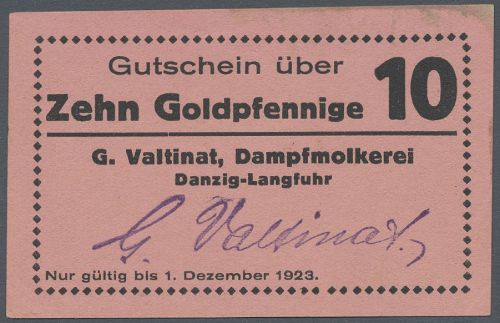 Gutschein über
Zehn Goldpfennige 10
G. Valtinat, Dampfmolkerei
Danzig-Langfuhr
G. Valtinat.
Nur gültig bis 1. Dezember 1923.